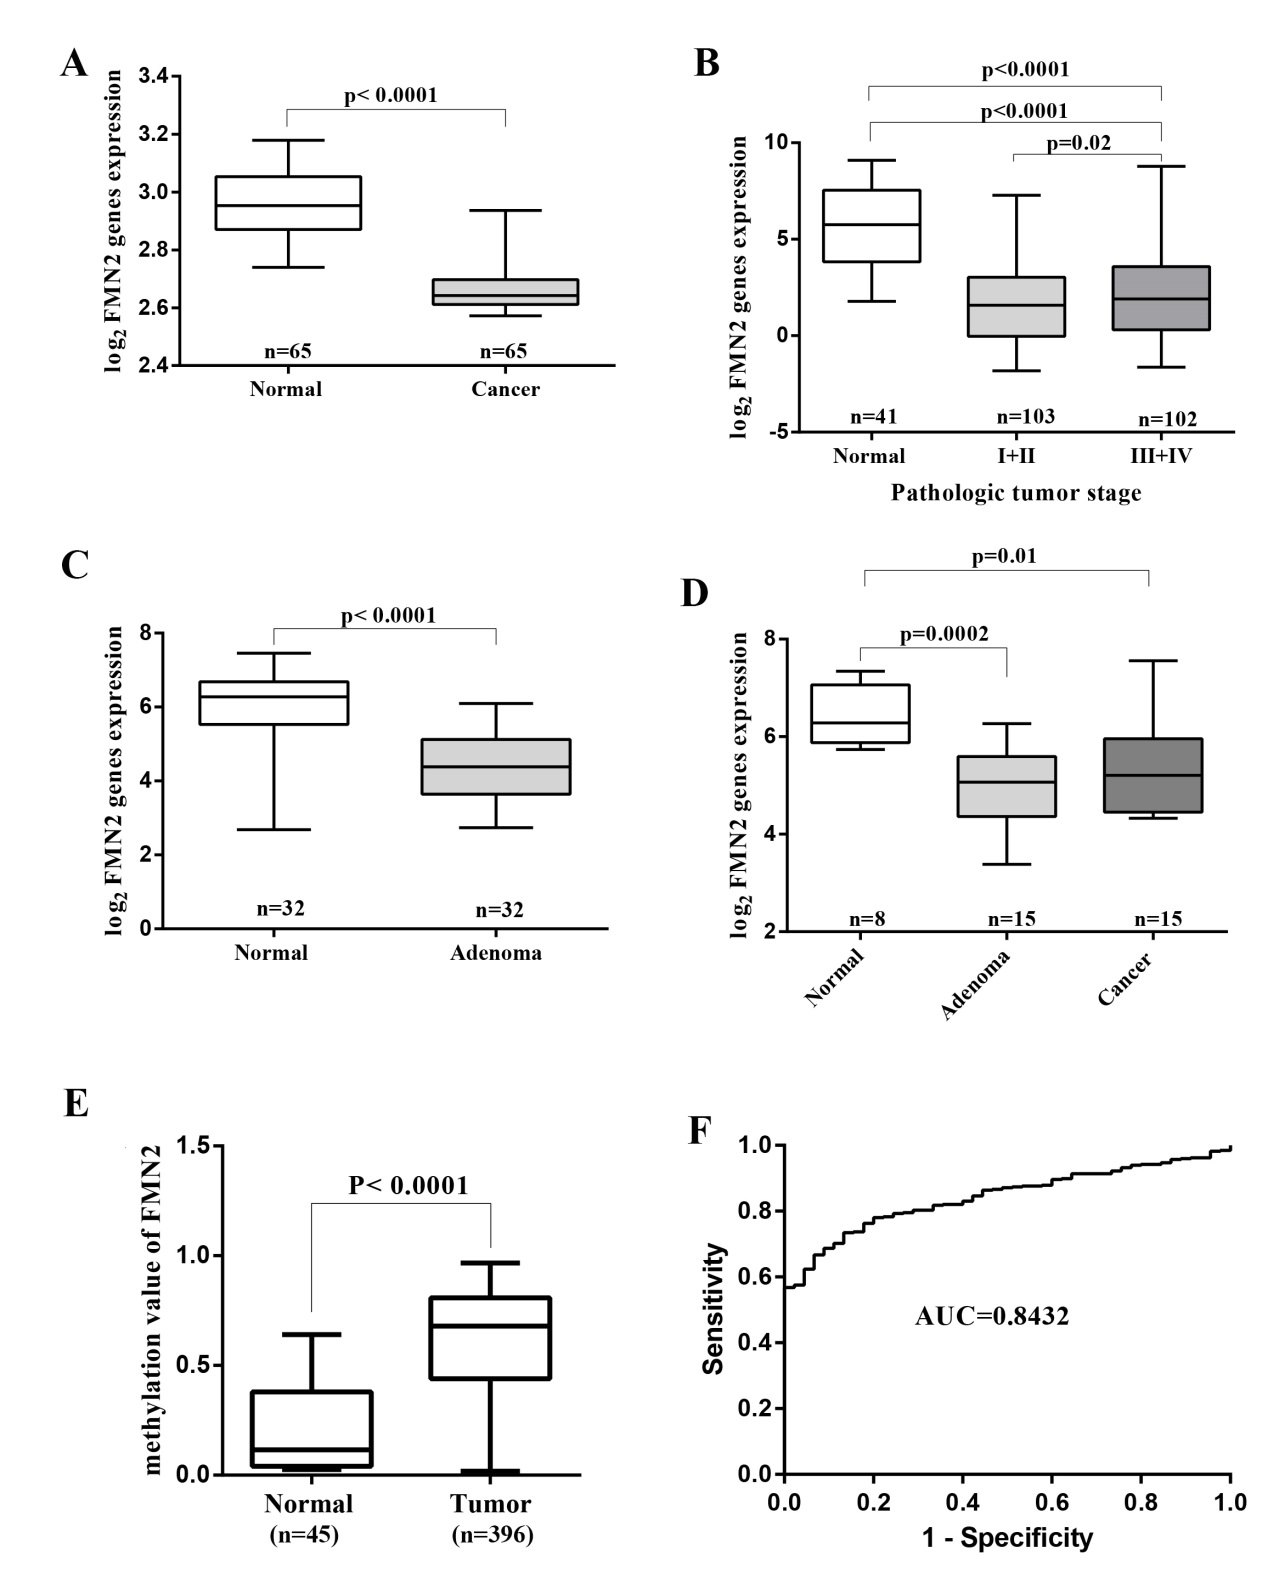 A
log2 FMN2 genes expression
3.4
3.2
3.0
2.8
2.6
2.4
p< 0.0001
n=65
n=65
Normal
Cancer
B
log2 FMN2 genes expression
10
5
0
-5
p<0.0001
p<0.0001
p=0.02
n=41
n=103
n=102
Normal
I+II
III+IV
Pathologic tumor stage
C
log2 FMN2 genes expression
8
6
4
2
0
p< 0.0001
n=32
n=32
Normal
Adenoma
D
log2 FMN2 genes expression
8
6
4
2
p=0.01
p=0.0002
n=8
n=15
n=15
Normal
Adenoma
Cancer
E
methylation value of FMN2
1.5
1.0
0.5
0.0
P< 0.0001
Normal
(n=45)
Tumor
(n=396)
F
Sensitivity
1.0
0.8
0.6
0.4
0.2
0.0
AUC=0.8432
0.0
0.2
0.4
0.6
0.8
1.0
1 - Specificity